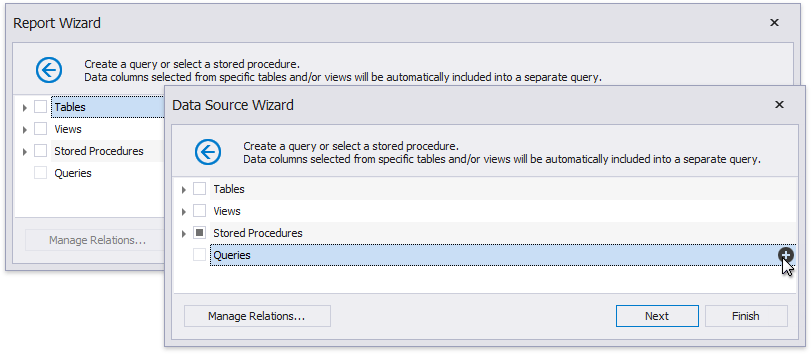 Report Wizard
Create a query or select a stored procedure.
Data columns selected from specific tables and/or views will be automatically included into a separate query.
Tables
Views
Stored Procedures
Queries
Manage Relations...
Data Source Wizard
Create a query or select a stored procedure.
Data columns selected from specific tables and/or views will be automatically included into a separate query.
Tables
Views
Stored Procedures
Queries
Manage Relations...
Next
Finish